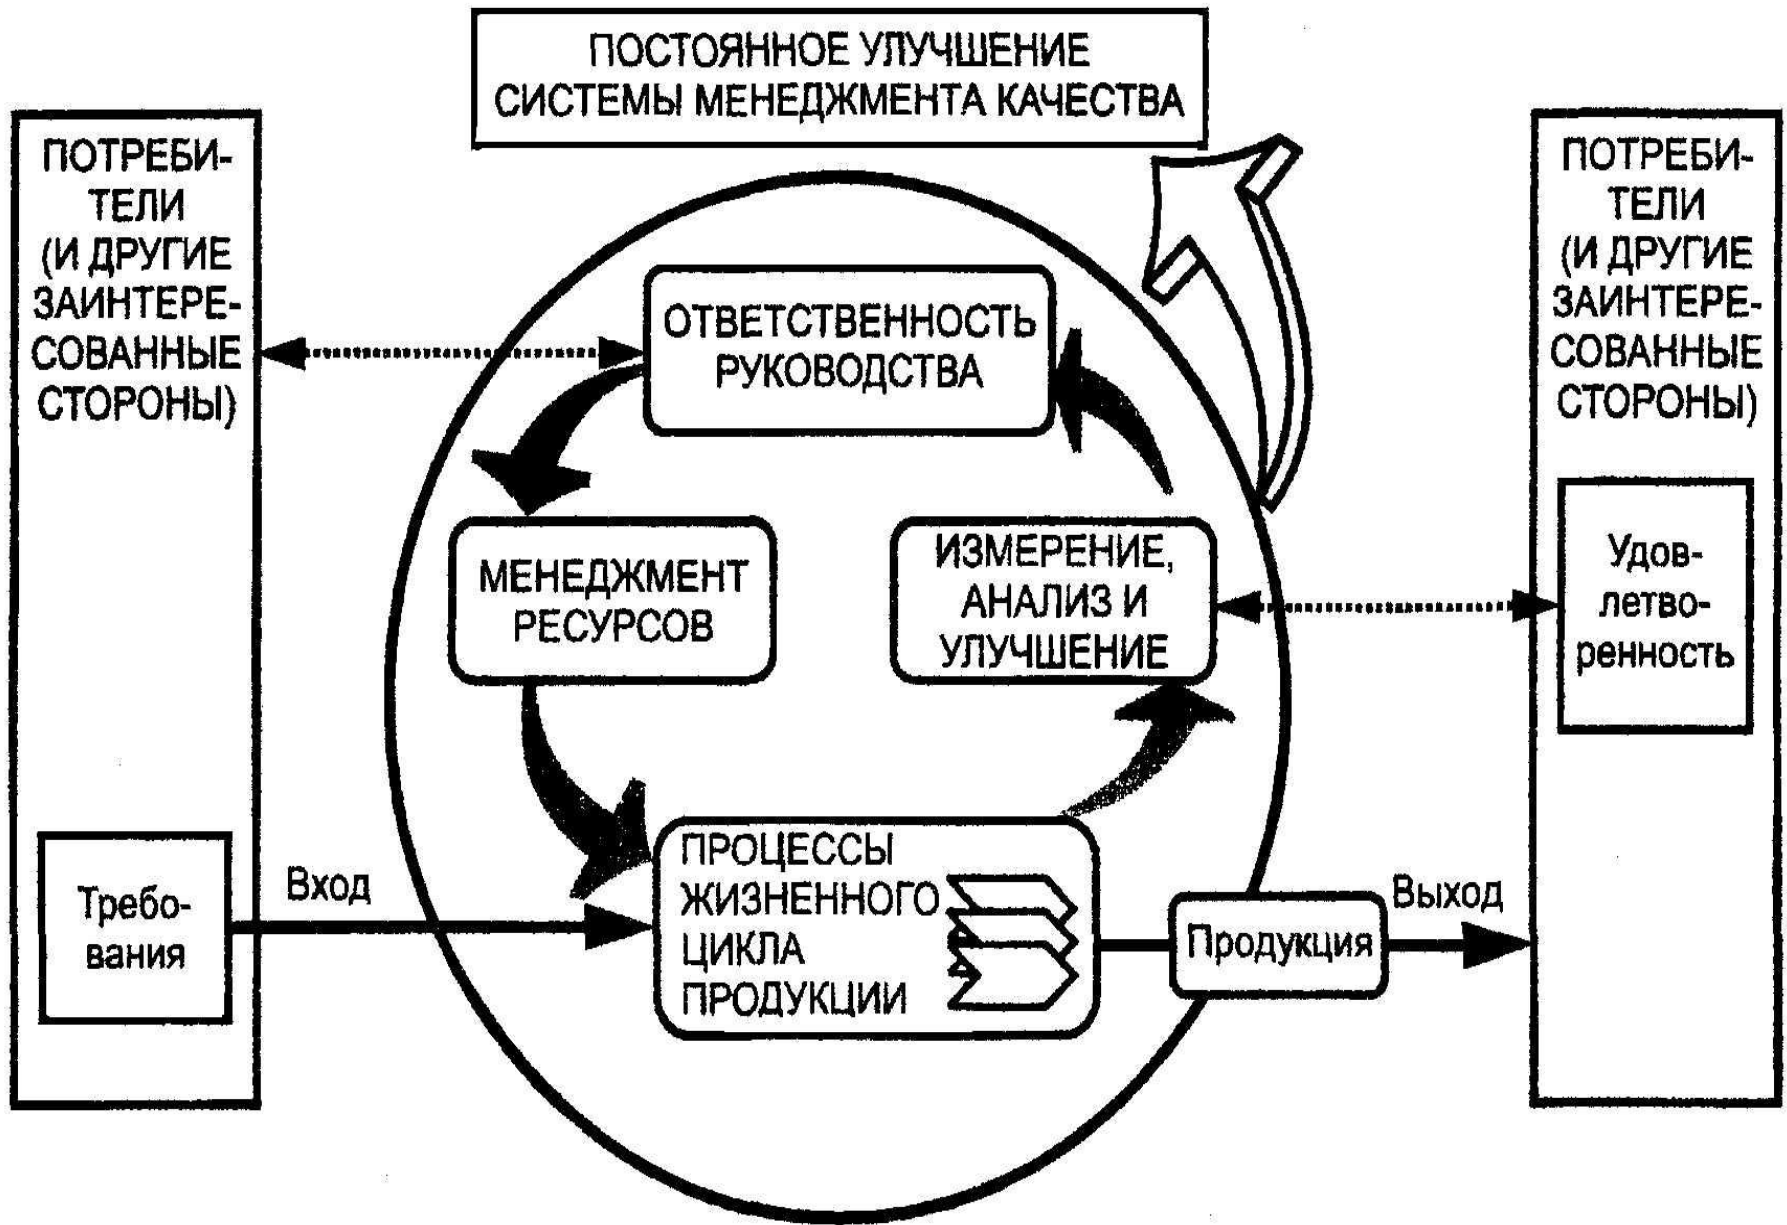 ПОСТОЯННОЕ УЛУЧШЕНИЕ
СИСТЕМЫ МЕНЕДЖМЕНТА КАЧЕСТВА
ПОТРЕБИ-
ТЕЛИ
(И ДРУГИЕ
ЗАИНТЕРЕ-
СОВАННЫЕ
СТОРОНЫ)
Требо-
вания
Вход
ОТВЕТСТВЕННОСТЬ
РУКОВОДСТВА
МЕНЕДЖМЕНТ
РЕСУРСОВ
ИЗМЕРЕНИЕ,
АНАЛИЗ И
УЛУЧШЕНИЕ
ПРОЦЕССЫ
ЖИЗНЕННОГО
ЦИКЛА
ПРОДУКЦИИ
Продукция
Выход
ПОТРЕБИ-
ТЕЛИ
(И ДРУГИЕ
ЗАИНТЕРЕ-
СОВАННЫЕ
СТОРОНЫ)
Удов-
летво-
ренность